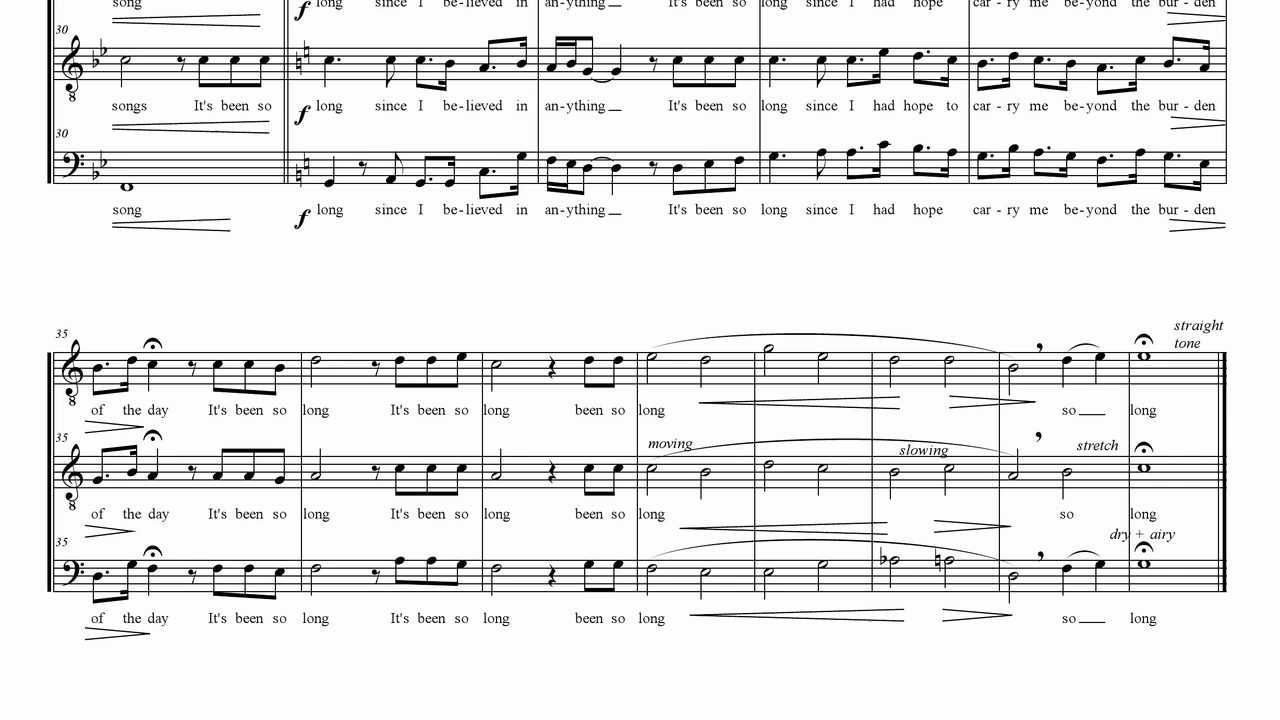 song long since I be-lieved in an-ything It's been so long since I had hope car-ry me be-yond the bur-den
f
30
songs It's been so long since I be-lieved in an-ything It's been so long since I had hope to car-ry me be-yond the bur-den
f
30
song long since I be-lieved in an-ything It's been so long since I had hope car-ry me be-yond the bur-den
f
35
straight
tone
8
of the day It's been so long It's been so long been so long so long
35
moving slowing stretch
8
of the day It's been so long It's been so long been so long so long
35
dry + airy
of the day It's been so long It's been so long been so long so long